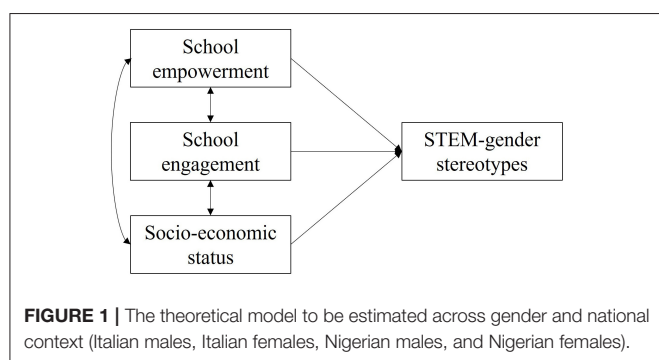 School
empowerment
School
engagement
STEM-gender
stereotypes
Socio-economic
status
FIGURE 1 | The theoretical model to be estimated across gender and national
context (Italian males, Italian females, Nigerian males, and Nigerian females).